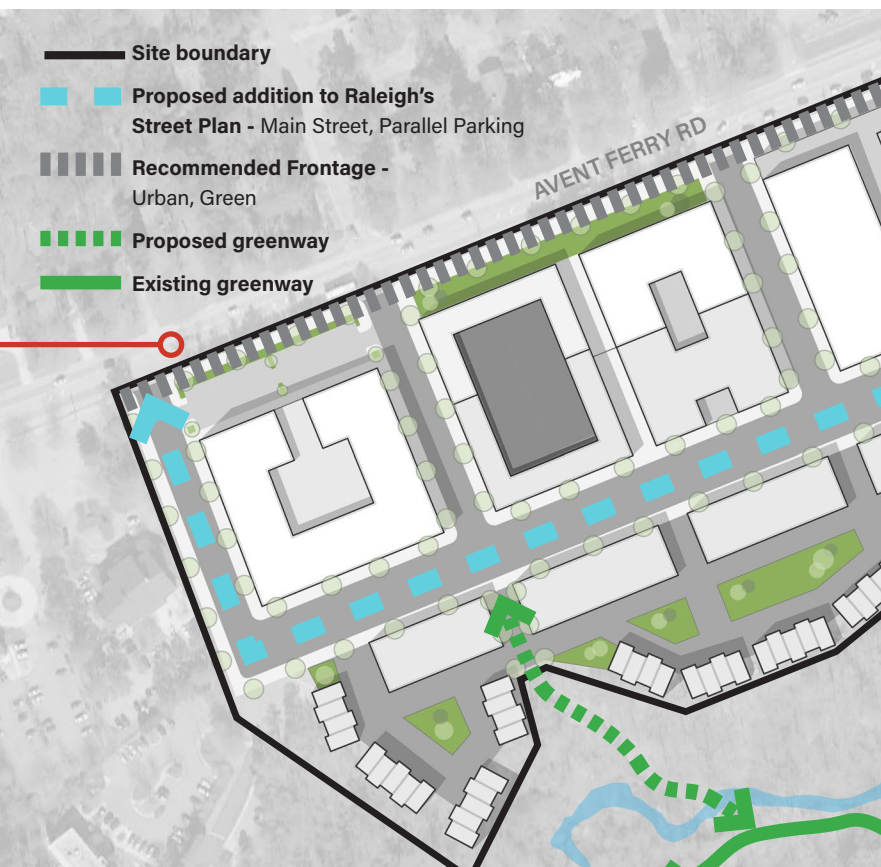 Site boundary
Proposed addition to Raleigh's
Street Plan - Main Street, Parallel Parking
Recommended Frontage -
Urban, Green
Proposed greenway
Existing greenway
AVENT FERRY RD